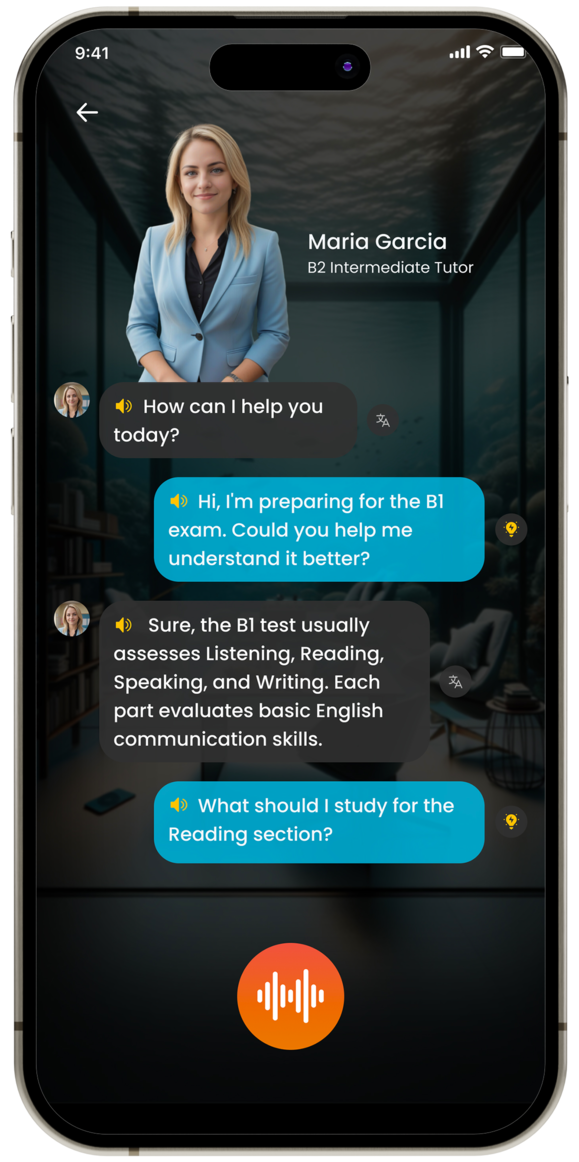 9:41
Maria Garcia
B2 Intermediate Tutor
How can I help you
today?
Hi, I'm preparing for the B1
exam. Could you help me
understand it better?
Sure, the B1 test usually
assesses Listening, Reading,
Speaking, and Writing. Each
part evaluates basic English
communication skills.
What should I study for the
Reading section?